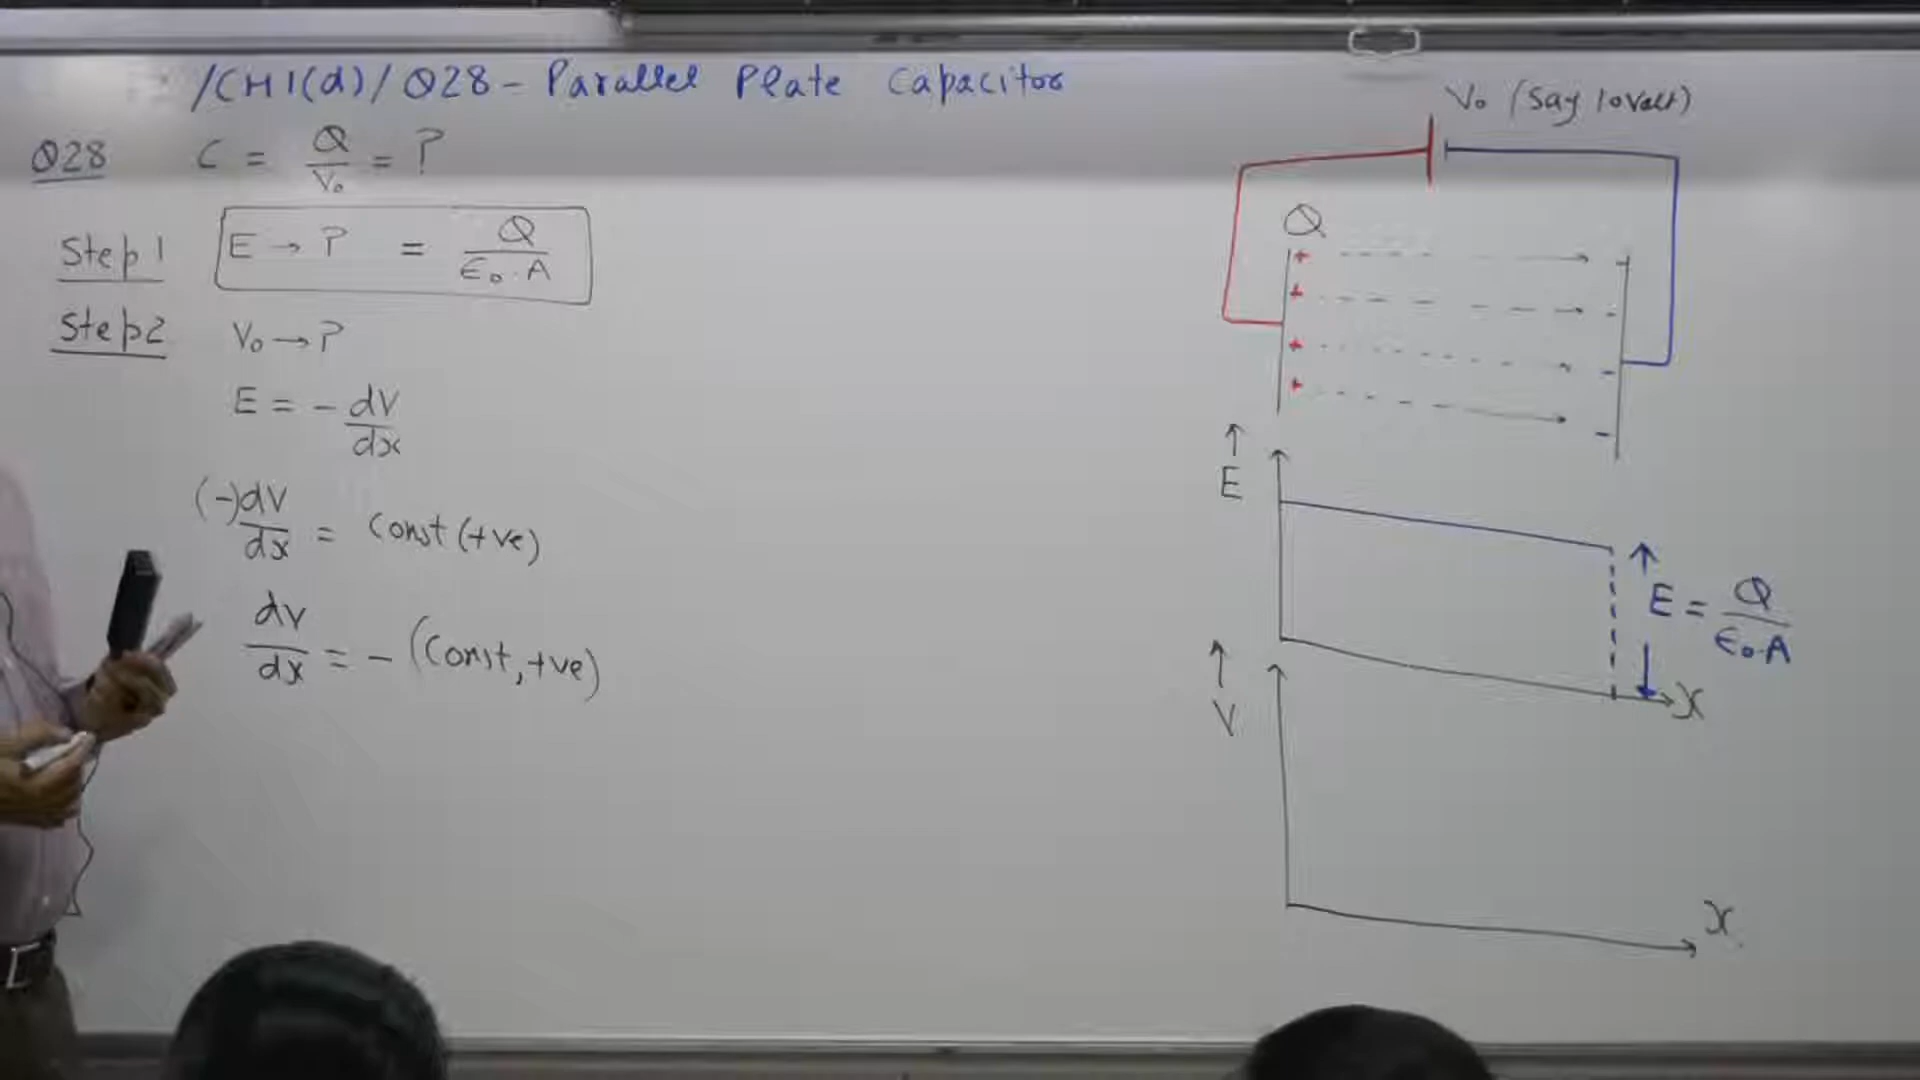 /CH1(d)/Q28 - Parallel Plate Capacitor
Q28 C = Q/V₀ = ?
Step 1 E → ? = Q/(ε₀.A)
Step 2 V₀ → ?
E = - dV/dx
(-)dV/dx = Const (+ve)
dv/dx = - (Const, +ve)
V₀ (Say 10 volt)
Q
+ -
+ -
+ -
+ -
↑
E
↑ E = Q/(ε₀.A)
↓
x
↑
V
x